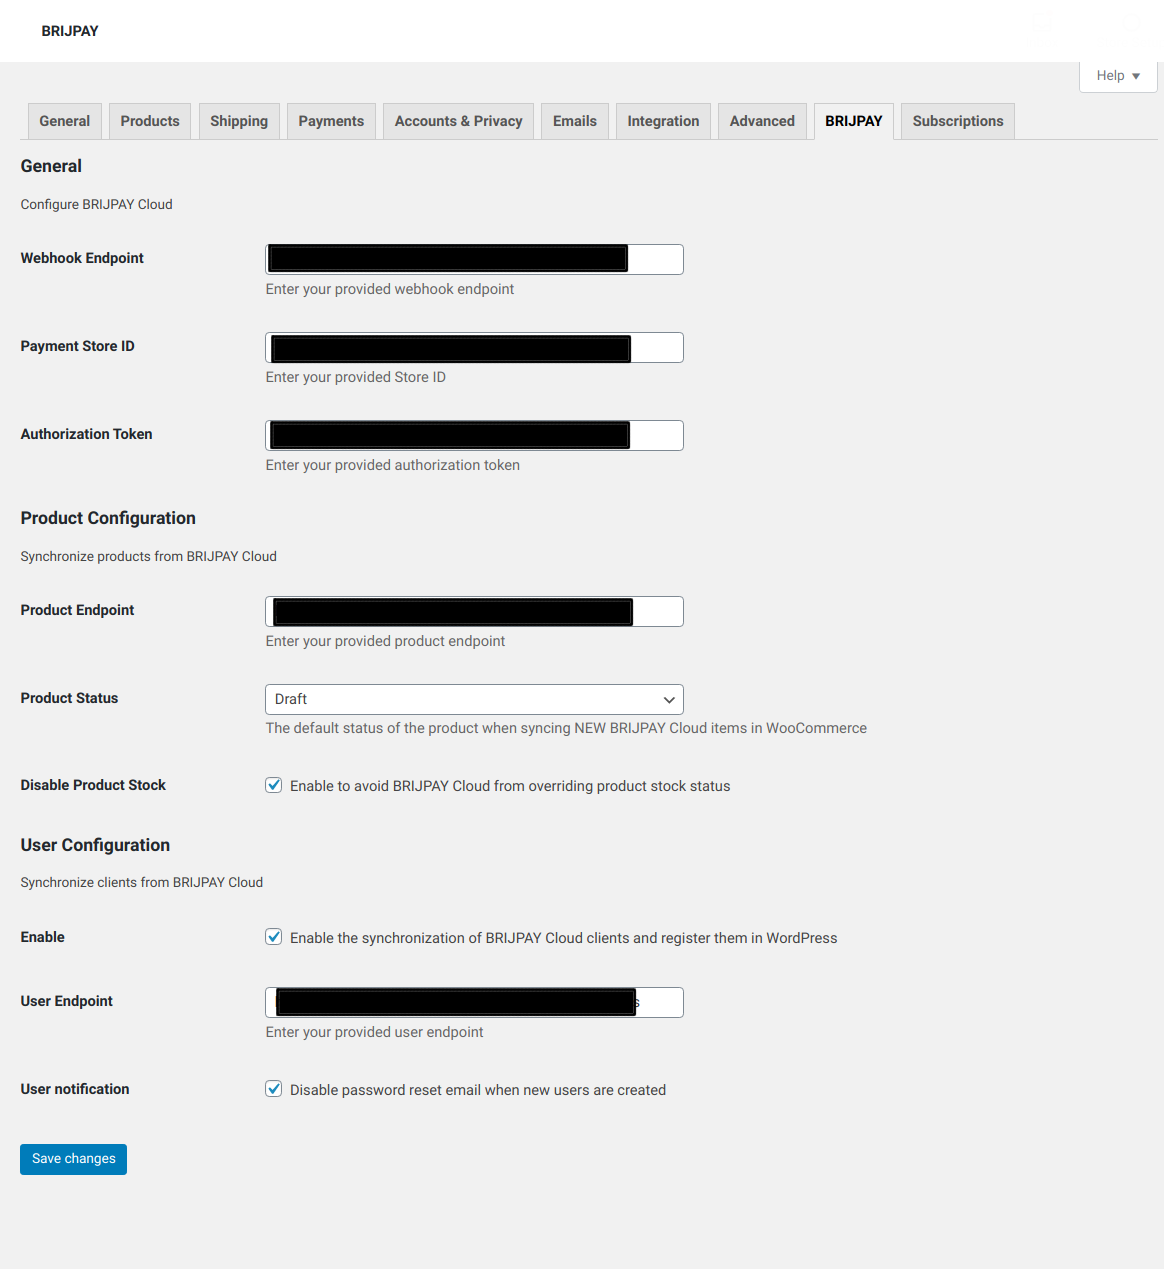 BRIJPAY
Help
General Products Shipping Payments Accounts & Privacy Emails Integration Advanced BRIJPAY Subscriptions
General
Configure BRIJPAY Cloud
Webhook Endpoint
Enter your provided webhook endpoint
Payment Store ID
Enter your provided Store ID
Authorization Token
Enter your provided authorization token
Product Configuration
Synchronize products from BRIJPAY Cloud
Product Endpoint
Enter your provided product endpoint
Product Status Draft
The default status of the product when syncing NEW BRIJPAY Cloud items in WooCommerce
Disable Product Stock Enable to avoid BRIJPAY Cloud from overriding product stock status
User Configuration
Synchronize clients from BRIJPAY Cloud
Enable Enable the synchronization of BRIJPAY Cloud clients and register them in WordPress
User Endpoint
Enter your provided user endpoint
User notification Disable password reset email when new users are created
Save changes